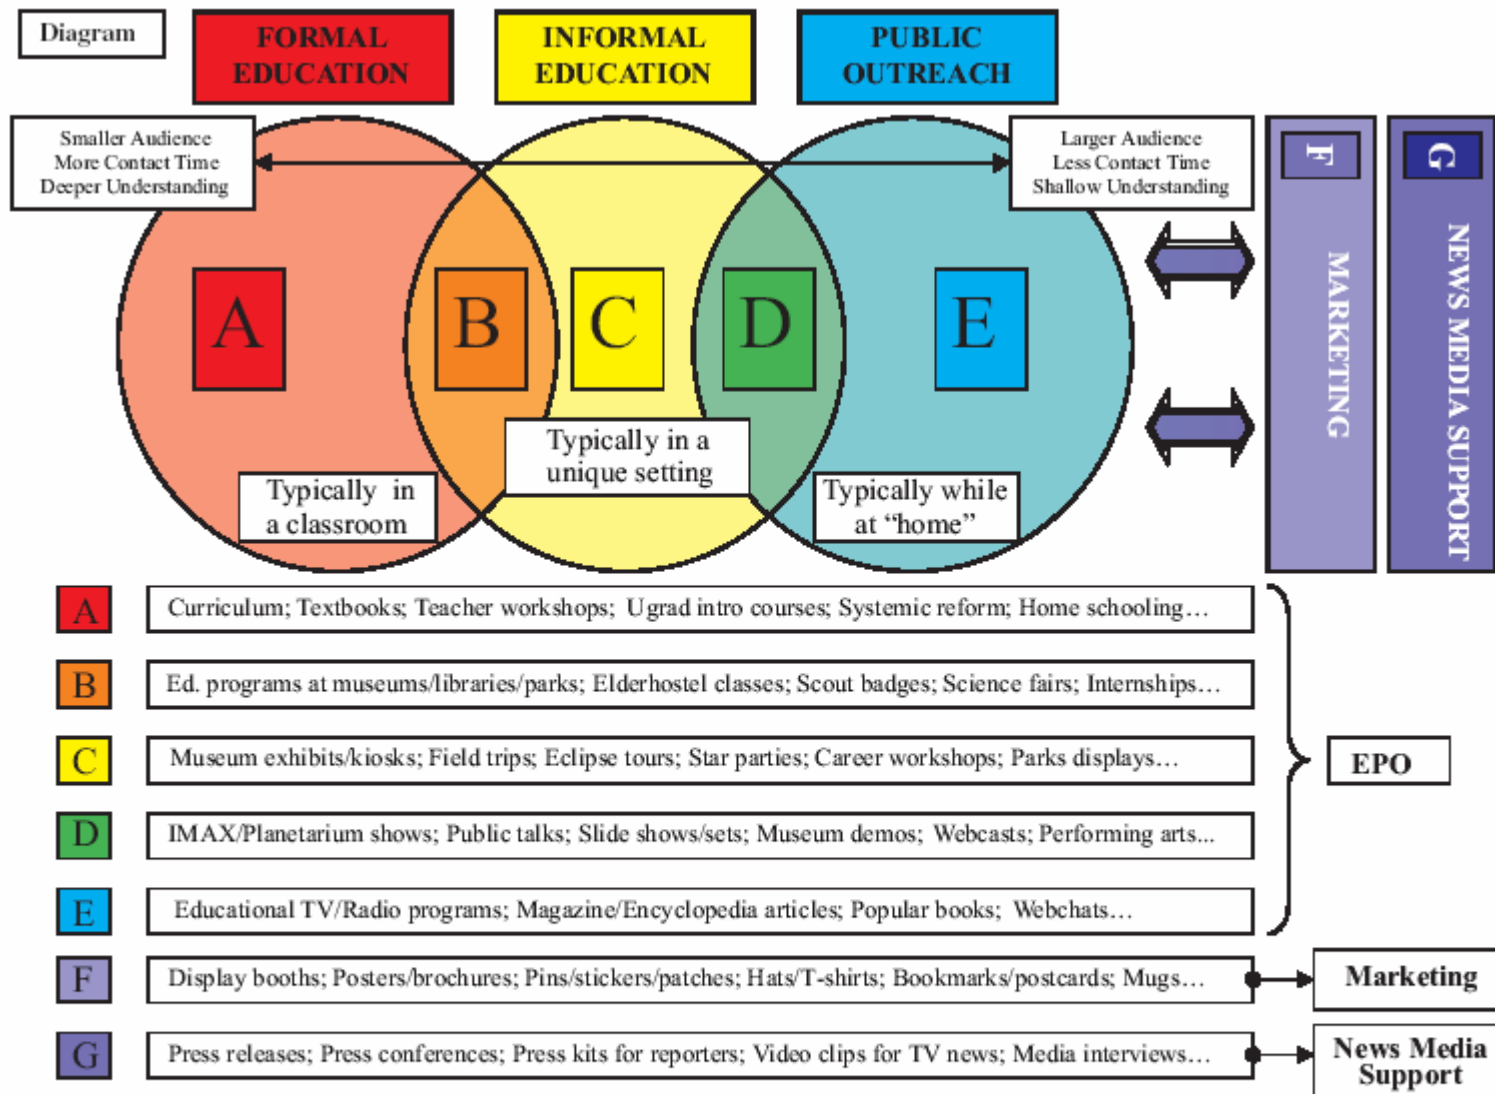 Diagram
FORMAL
EDUCATION
INFORMAL
EDUCATION
PUBLIC
OUTREACH
Smaller Audience
More Contact Time
Deeper Understanding
Larger Audience
Less Contact Time
Shallow Understanding
F
MARKETING
G
NEWS MEDIA SUPPORT
A
B
C
D
E
Typically in
a classroom
Typically in a
unique setting
Typically while
at “home”
A
Curriculum; Textbooks; Teacher workshops; Ugrad intro courses; Systemic reform; Home schooling…
B
Ed. programs at museums/libraries/parks; Elderhostel classes; Scout badges; Science fairs; Internships…
C
Museum exhibits/kiosks; Field trips; Eclipse tours; Star parties; Career workshops; Parks displays…
D
IMAX/Planetarium shows; Public talks; Slide shows/sets; Museum demos; Webcasts; Performing arts...
E
Educational TV/Radio programs; Magazine/Encyclopedia articles; Popular books; Webchats…
EPO
F
Display booths; Posters/brochures; Pins/stickers/patches; Hats/T-shirts; Bookmarks/postcards; Mugs…
Marketing
G
Press releases; Press conferences; Press kits for reporters; Video clips for TV news; Media interviews…
News Media
Support